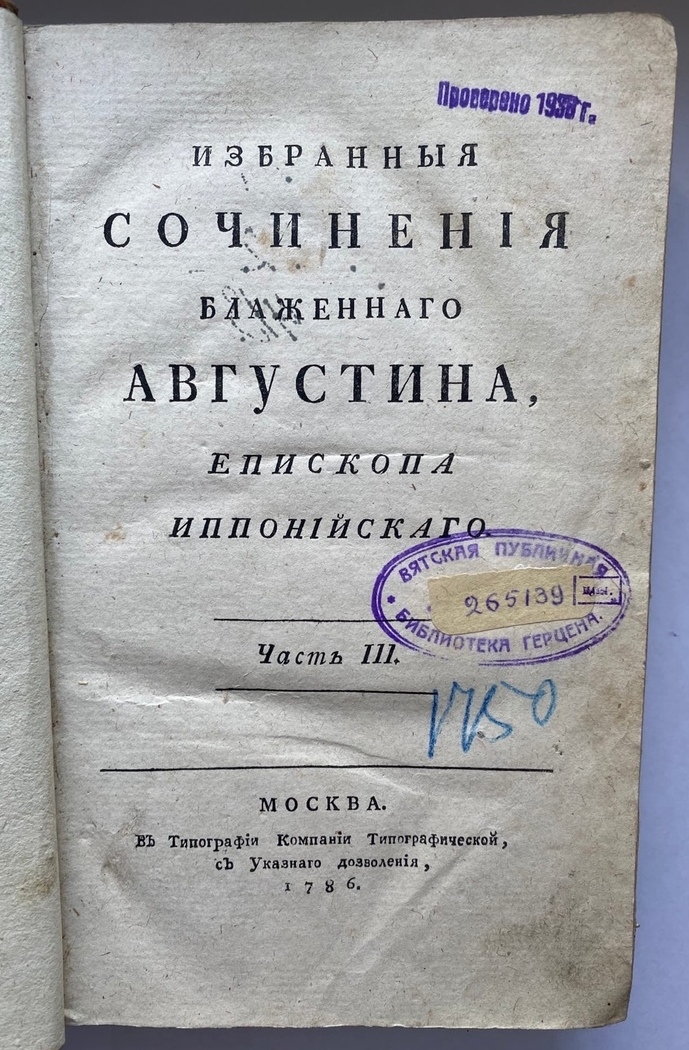 Проверено г.
ИЗБРАННЫЯ
СОЧИНЕНІЯ
БЛАЖЕННАГО
АВГУСТИНА,
ЕПИСКОПА
ИППОНІЙСКАГО.
ВЯТСКАЯ ПУБЛИЧНАЯ
265139
БИБЛИОТЕКА ГЕРЦЕНА.
Часть III.
1750
МОСКВА.
Въ Типографіи Компаніи Типографической,
съ Указнаго дозволенія,
1786.